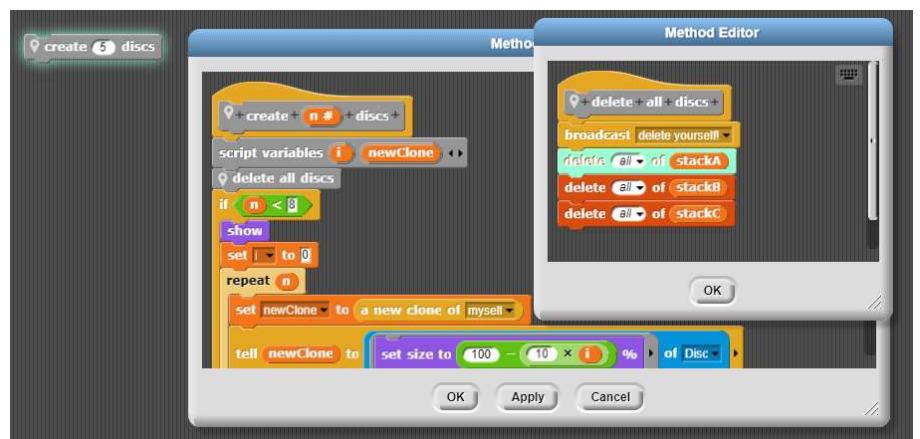 create 5 discs
Metho
+ create + n # + discs +
script variables i newClone
delete all discs
if n < 8
show
set i to 0
repeat n
set newClone to a new clone of myself
tell newClone to set size to 100 - 10 × i % of Disc
OK Apply Cancel
Method Editor
+ delete + all + discs +
broadcast delete yourself!
delete all of stackA
delete all of stackB
delete all of stackC
OK